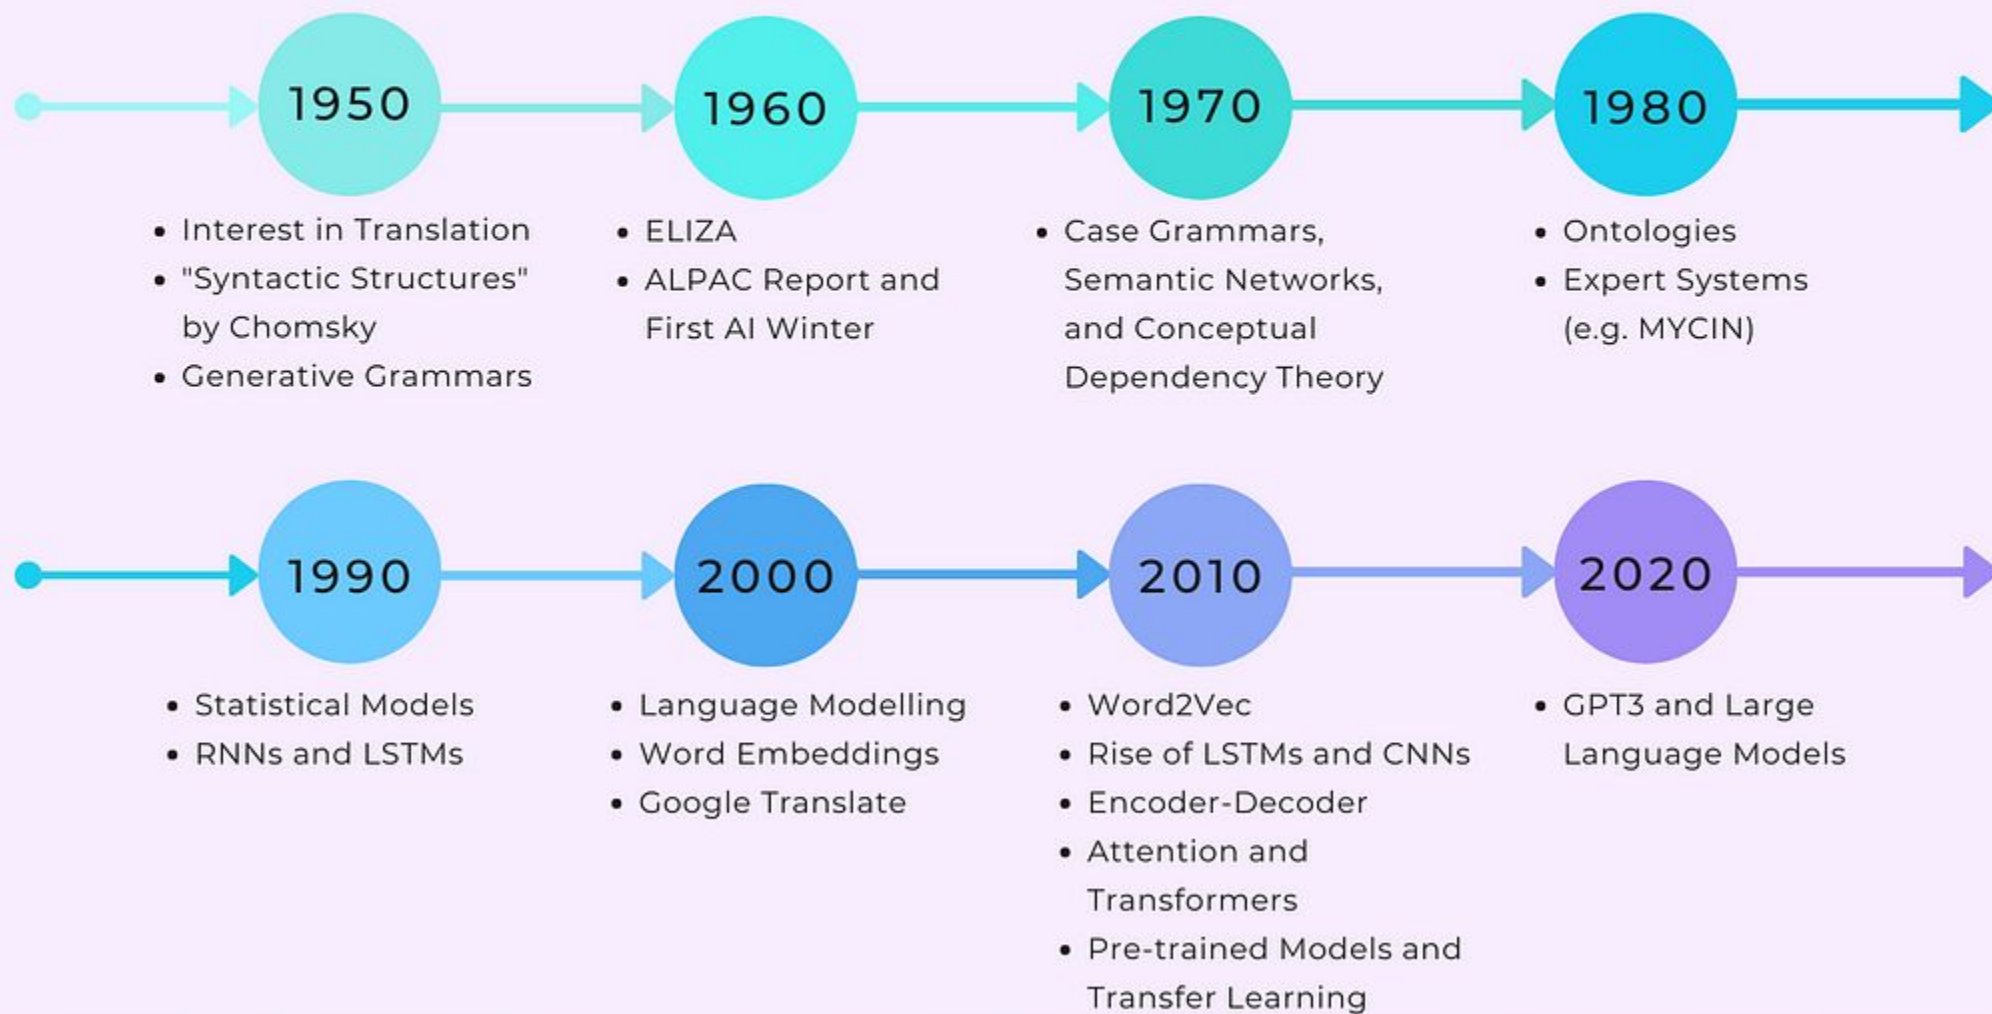 1950
1960
1970
1980
• Interest in Translation
• "Syntactic Structures"
by Chomsky
• Generative Grammars
• ELIZA
• ALPAC Report and
First AI Winter
• Case Grammars,
Semantic Networks,
and Conceptual
Dependency Theory
• Ontologies
• Expert Systems
(e.g. MYCIN)
1990
2000
2010
2020
• Statistical Models
• RNNs and LSTMs
• Language Modelling
• Word Embeddings
• Google Translate
• Word2Vec
• Rise of LSTMs and CNNs
• Encoder-Decoder
• Attention and
Transformers
• Pre-trained Models and
Transfer Learning
• GPT3 and Large
Language Models